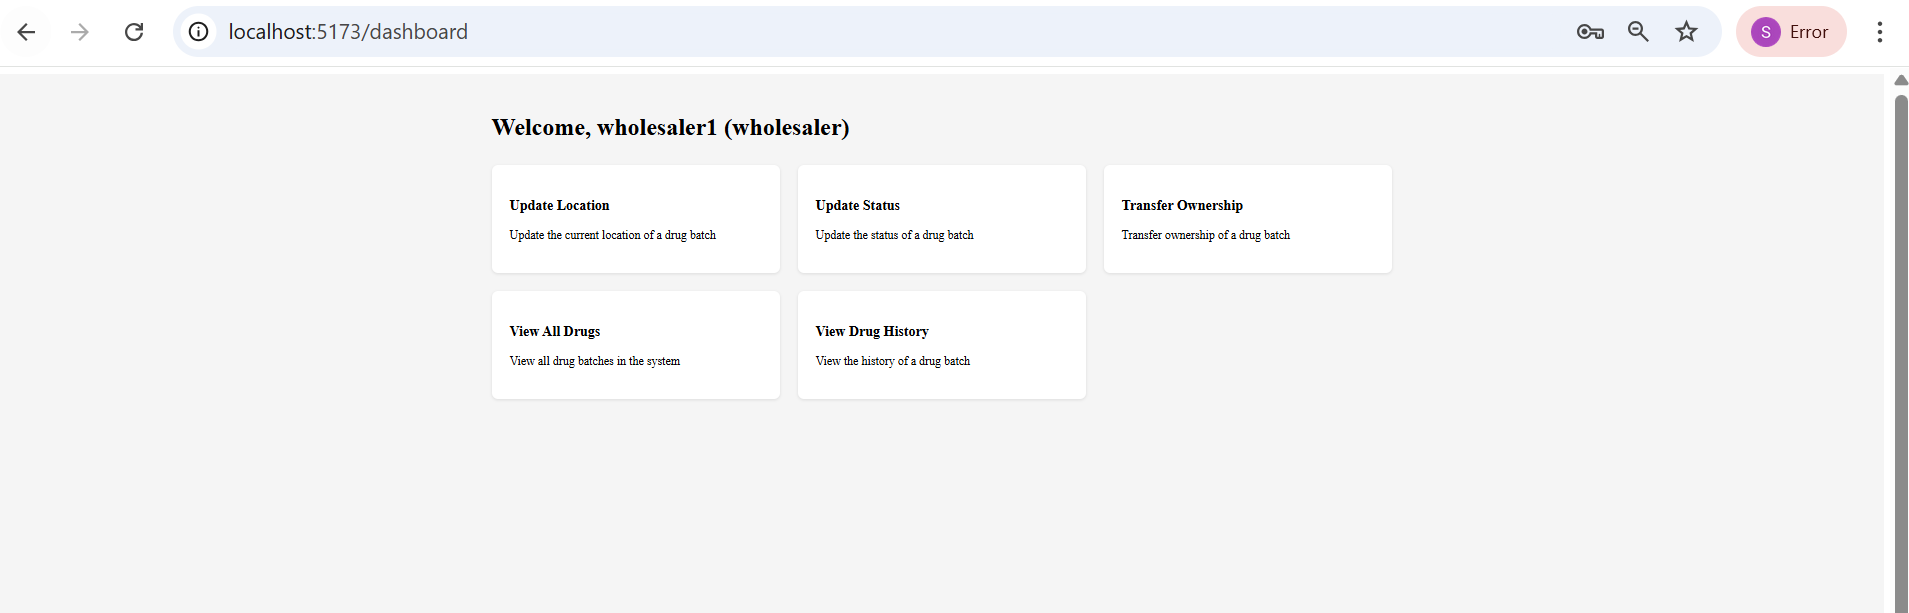 localhost:5173/dashboard
S Error
Welcome, wholesaler1 (wholesaler)
Update Location
Update the current location of a drug batch
Update Status
Update the status of a drug batch
Transfer Ownership
Transfer ownership of a drug batch
View All Drugs
View all drug batches in the system
View Drug History
View the history of a drug batch